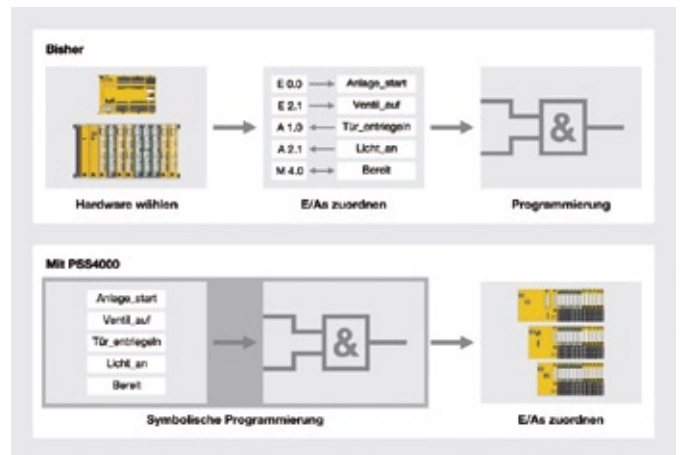 Bisher
E 0.0 Anlage_start
E 2.1 Ventil_auf
A 1.0 Tür_entriegeln
A 2.1 Licht_an
M 4.0 Bereit
&
Hardware wählen E/As zuordnen Programmierung
Mit PSS4000
Anlage_start
Ventil_auf
Tür_entriegeln
Licht_an
Bereit
&
Symbolische Programmierung E/As zuordnen